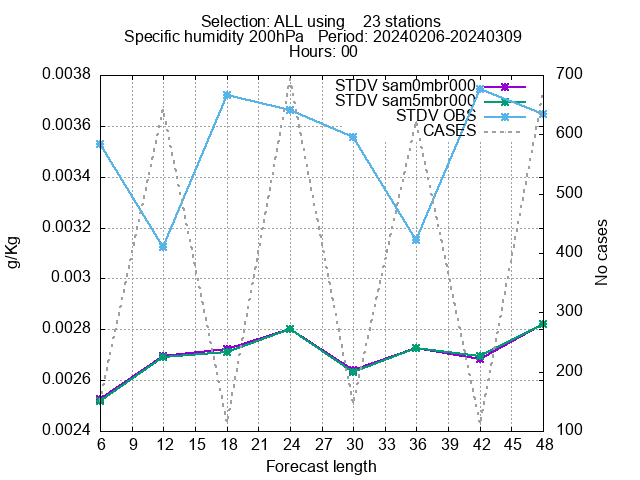 Selection: ALL using    23 stations
Specific humidity 200hPa   Period: 20240206-20240309
Hours: 00
STDV sam0mbr000
STDV sam5mbr000
STDV OBS
CASES
0.0038
0.0036
0.0034
0.0032
0.003
0.0028
0.0026
0.0024
g/Kg
700
600
500
400
300
200
100
No cases
6 9 12 15 18 21 24 27 30 33 36 39 42 45 48
Forecast length